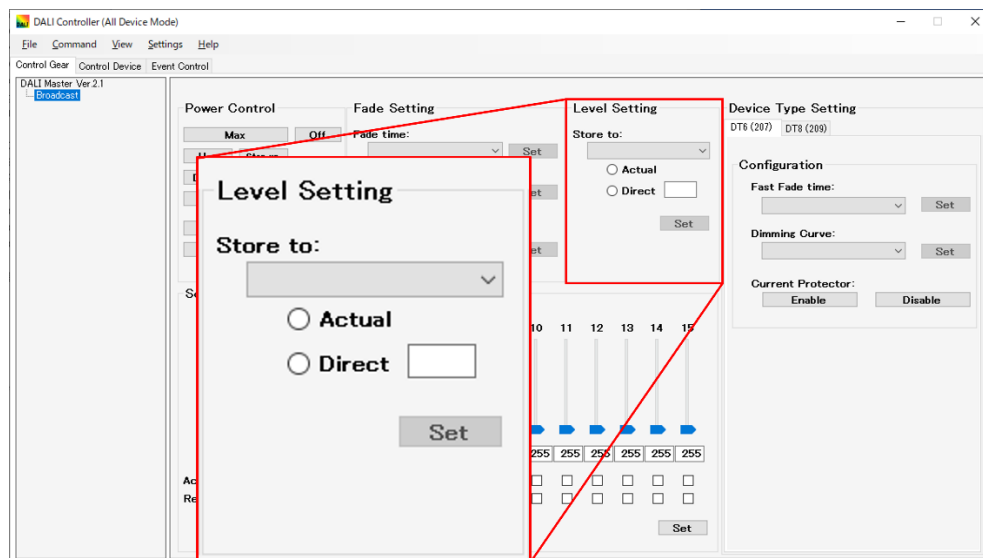 DALI Controller (All Device Mode)
File Command View Settings Help
Control Gear Control Device Event Control
DALI Master Ver.2.1
Broadcast
Power Control
Max Off
Fade Setting
Fade time:
Set
Level Setting
Store to:
Actual
Direct
Set
Device Type Setting
DT6 (207) DT8 (209)
Configuration
Fast Fade time:
Set
Dimming Curve:
Set
Current Protector:
Enable Disable
Level Setting
Store to:
Actual
Direct
Set
10 11 12 13 14 15
255 255 255 255 255 255
Set